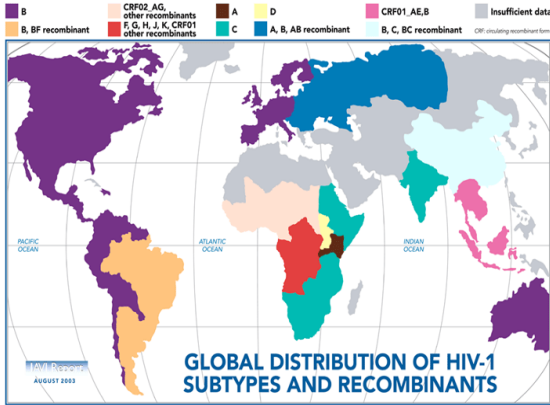 B
CRF02_AG,
other recombinants
A
D
CRF01_AE,B
Insufficient data
B, BF recombinant
F, G, H, J, K, CRF01
other recombinants
C
A, B, AB recombinant
B, C, BC recombinant
CRF: circulating recombinant form
PACIFIC
OCEAN
ATLANTIC
OCEAN
INDIAN
OCEAN
IAVI Report
AUGUST 2003
GLOBAL DISTRIBUTION OF HIV-1
SUBTYPES AND RECOMBINANTS